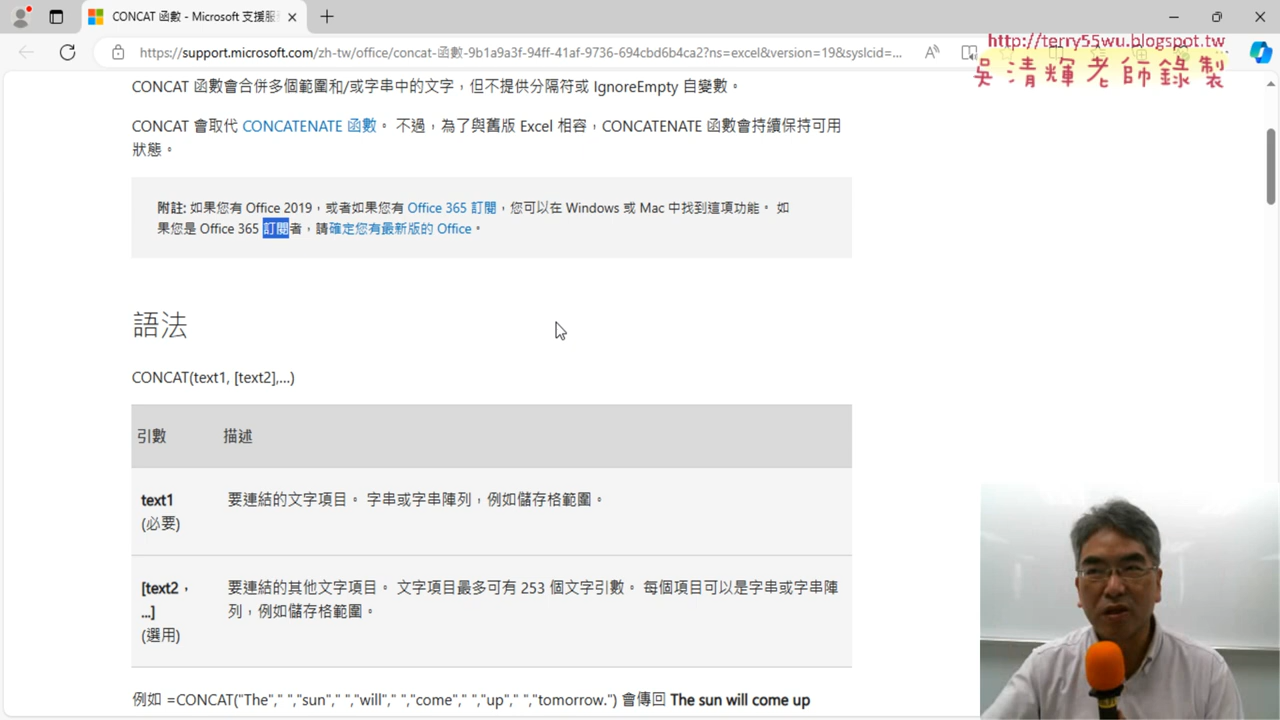 CONCAT 函數 - Microsoft 支援服
https://support.microsoft.com/zh-tw/office/concat-函數-9b1a9a3f-94ff-41af-9736-694cbd6b4ca2?ns=excel&version=19&syslcid=...
http://terry55wu.blogspot.tw
吳清輝老師錄製
CONCAT 函數會合併多個範圍和/或字串中的文字，但不提供分隔符或 IgnoreEmpty 自變數。
CONCAT 會取代 CONCATENATE 函數。 不過，為了與舊版 Excel 相容，CONCATENATE 函數會持續保持可用
狀態。
附註: 如果您有 Office 2019，或者如果您有 Office 365 訂閱，您可以在 Windows 或 Mac 中找到這項功能。 如
果您是 Office 365 訂閱者，請確定您有最新版的 Office。
語法
CONCAT(text1, [text2],...)
引數 描述
text1 要連結的文字項目。 字串或字串陣列，例如儲存格範圍。
(必要)
[text2， 要連結的其他文字項目。 文字項目最多可有 253 個文字引數。 每個項目可以是字串或字串陣
...] 列，例如儲存格範圍。
(選用)
例如 =CONCAT("The"," ","sun"," ","will"," ","come"," ","up"," ","tomorrow.") 會傳回 The sun will come up